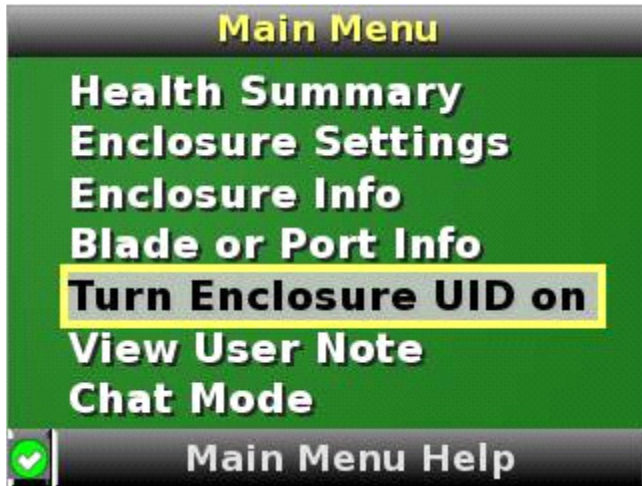 Main Menu
Health Summary
Enclosure Settings
Enclosure Info
Blade or Port Info
Turn Enclosure UID on
View User Note
Chat Mode
Main Menu Help